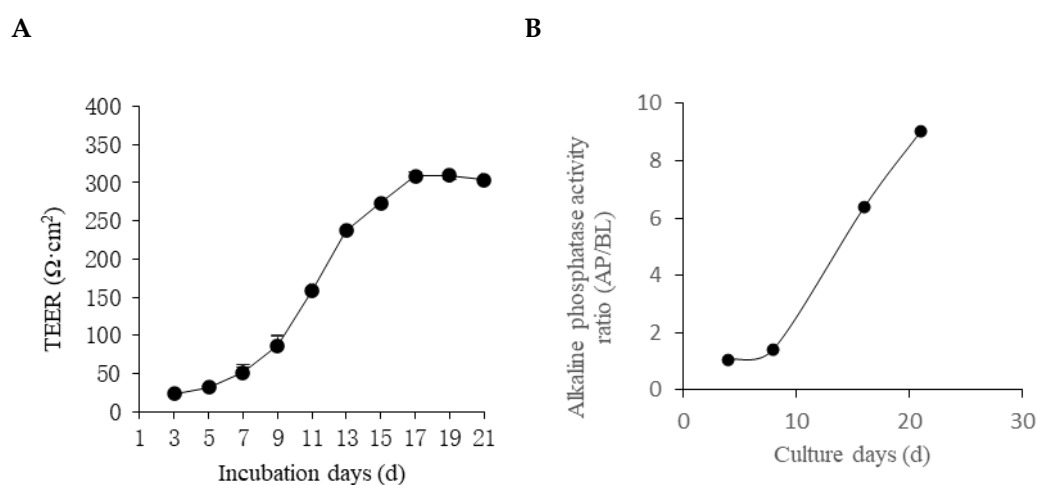 A
B
TEER (Ω·cm²)
400
350
300
250
200
150
100
50
0
1 3 5 7 9 11 13 15 17 19 21
Incubation days (d)
Alkaline phosphatase activity
ratio (AP/BL)
10
8
6
4
2
0
0 10 20 30
Culture days (d)